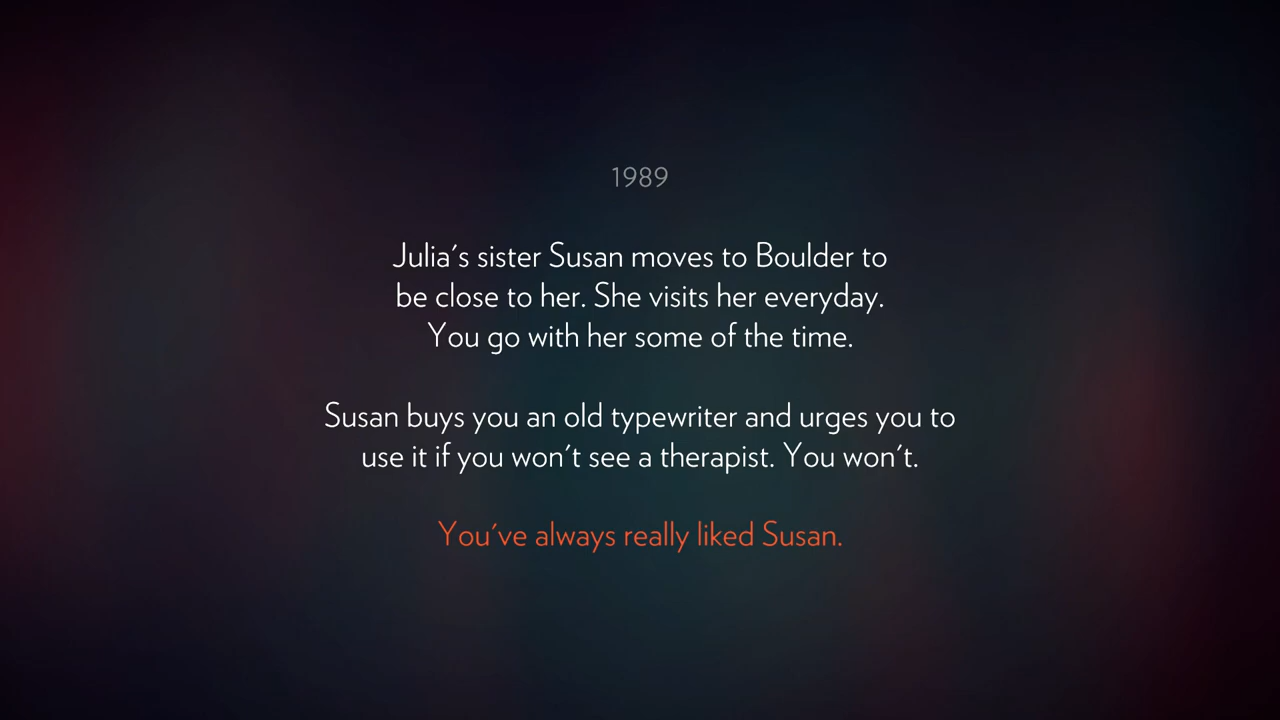 1989
Julia's sister Susan moves to Boulder to
be close to her. She visits her everyday.
You go with her some of the time.
Susan buys you an old typewriter and urges you to
use it if you won't see a therapist. You won't.
You've always really liked Susan.